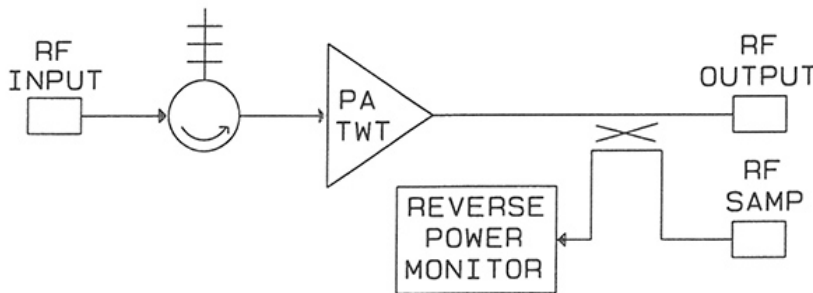 RF
INPUT
PA
TWT
RF
OUTPUT
RF
SAMP
REVERSE
POWER
MONITOR